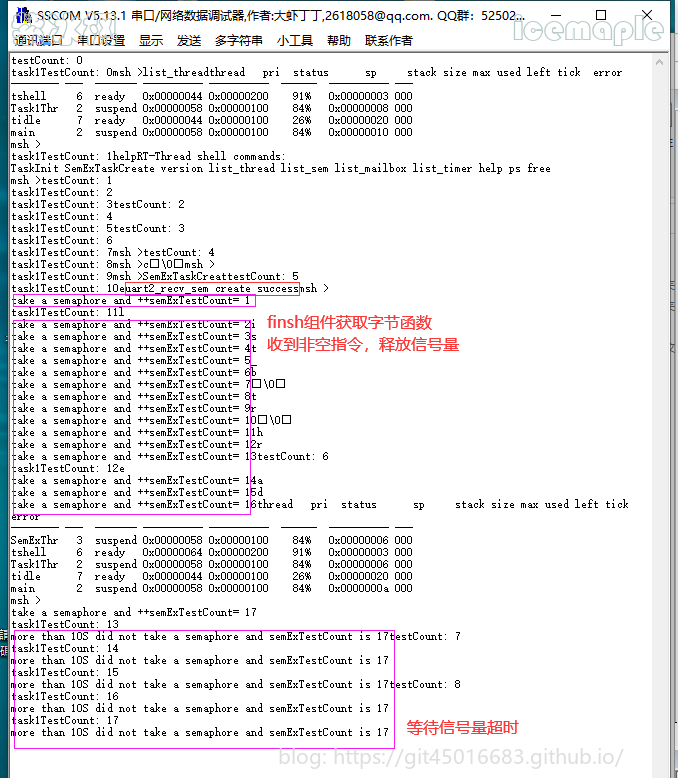 SSCOM V5.13.1 串口/网络数据调试器,作者:大虾丁丁,2618058@qq.com. QQ群：52502...
icemaple
通讯端口 串口设置 显示 发送 多字符串 小工具 帮助 联系作者
testCount: 0
task1TestCount: 0msh >list_threadthread pri status sp stack size max used left tick error
-------- --- ------- ---------- ---------- ------ ---------- ---
tshell 6 ready 0x00000044 0x00000200 91% 0x00000003 000
Task1Thr 2 suspend 0x00000058 0x00000100 84% 0x00000008 000
tidle 7 ready 0x00000044 0x00000100 26% 0x00000020 000
main 2 suspend 0x00000058 0x00000100 84% 0x00000010 000
msh >
task1TestCount: 1helpRT-Thread shell commands:
TaskInit SemExTaskCreate version list_thread list_sem list_mailbox list_timer help ps free
msh >testCount: 1
task1TestCount: 2
task1TestCount: 3testCount: 2
task1TestCount: 4
task1TestCount: 5testCount: 3
task1TestCount: 6
task1TestCount: 7msh >testCount: 4
task1TestCount: 8msh >c□\0□msh >
task1TestCount: 9msh >SemExTaskCreattestCount: 5
task1TestCount: 10euart2_recv_sem create successmsh >
take a semaphore and ++semExTestCount= 1
task1TestCount: 11l
take a semaphore and ++semExTestCount= 2i
take a semaphore and ++semExTestCount= 3s
take a semaphore and ++semExTestCount= 4t
take a semaphore and ++semExTestCount= 5_
take a semaphore and ++semExTestCount= 6b
take a semaphore and ++semExTestCount= 7□\0□
take a semaphore and ++semExTestCount= 8t
take a semaphore and ++semExTestCount= 9r
take a semaphore and ++semExTestCount= 10□\0□
take a semaphore and ++semExTestCount= 11h
take a semaphore and ++semExTestCount= 12r
take a semaphore and ++semExTestCount= 13testCount: 6
task1TestCount: 12e
take a semaphore and ++semExTestCount= 14a
take a semaphore and ++semExTestCount= 15d
take a semaphore and ++semExTestCount= 16thread pri status sp stack size max used left tick
error
-------- --- ------- ---------- ---------- ------ ---------- ---
SemExThr 3 suspend 0x00000058 0x00000100 84% 0x00000006 000
tshell 6 ready 0x00000064 0x00000200 91% 0x00000003 000
Task1Thr 2 suspend 0x00000058 0x00000100 84% 0x00000006 000
tidle 7 ready 0x00000044 0x00000100 26% 0x00000020 000
main 2 suspend 0x00000058 0x00000100 84% 0x0000000a 000
msh >
take a semaphore and ++semExTestCount= 17
task1TestCount: 13
more than 10S did not take a semaphore and semExTestCount is 17testCount: 7
task1TestCount: 14
more than 10S did not take a semaphore and semExTestCount is 17
task1TestCount: 15
more than 10S did not take a semaphore and semExTestCount is 17testCount: 8
task1TestCount: 16
more than 10S did not take a semaphore and semExTestCount is 17
task1TestCount: 17
more than 10S did not take a semaphore and semExTestCount is 17
finsh组件获取字节函数
收到非空指令，释放信号量
等待信号量超时
blog: https://git45016683.github.io/